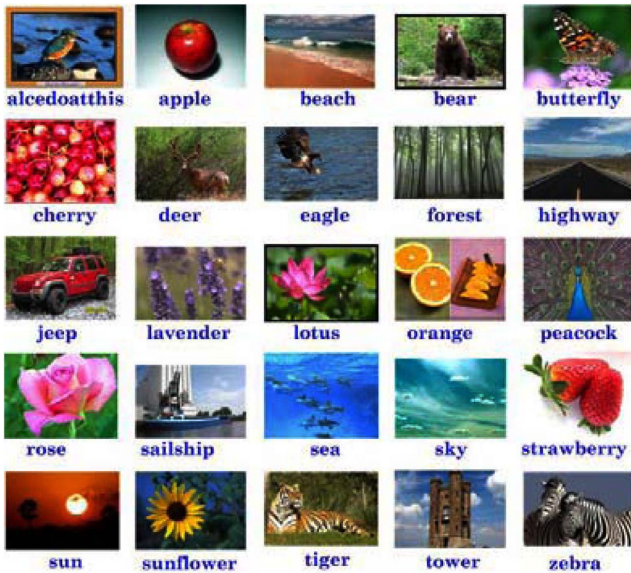 alcedoatthis apple beach bear butterfly
cherry deer eagle forest highway
jeep lavender lotus orange peacock
rose sailship sea sky strawberry
sun sunflower tiger tower zebra